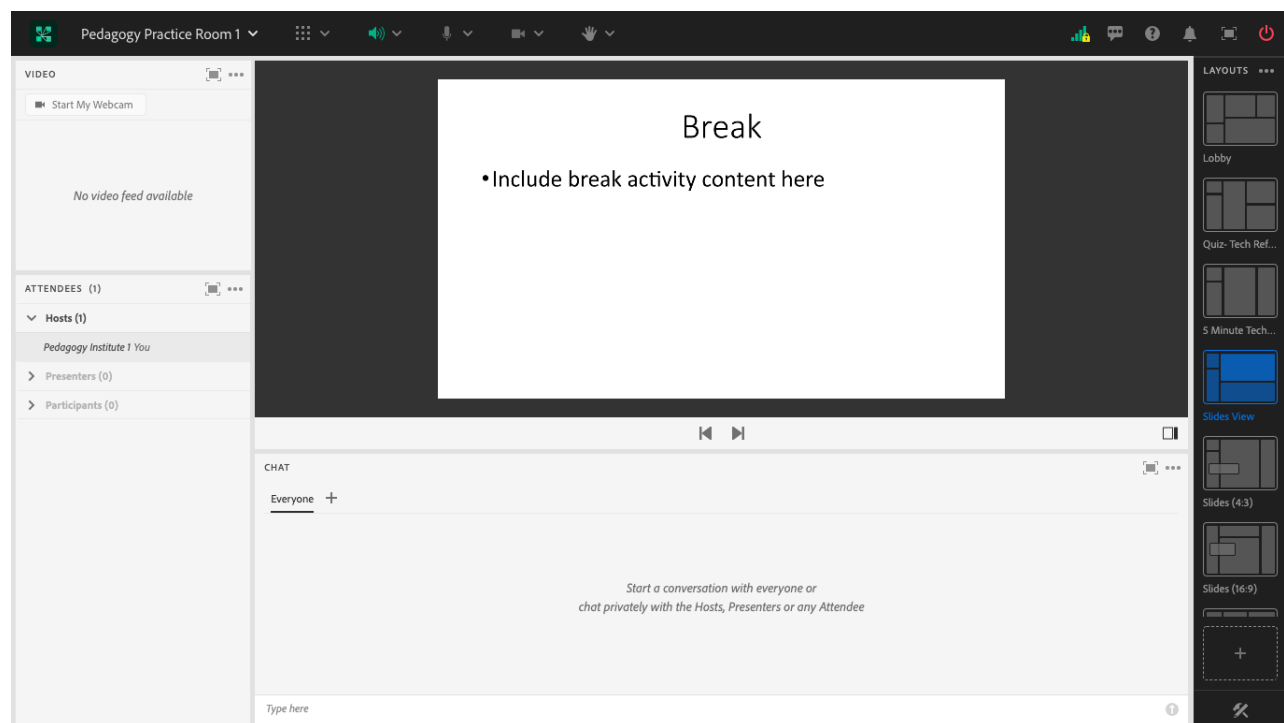 Pedagogy Practice Room 1
VIDEO
Start My Webcam
No video feed available
ATTENDEES (1)
Hosts (1)
Pedagogy Institute 1 You
Presenters (0)
Participants (0)
Break
•Include break activity content here
CHAT
Everyone
Start a conversation with everyone or
chat privately with the Hosts, Presenters or any Attendee
Type here
LAYOUTS
Lobby
Quiz- Tech Ref...
5 Minute Tech...
Slides View
Slides (4:3)
Slides (16:9)